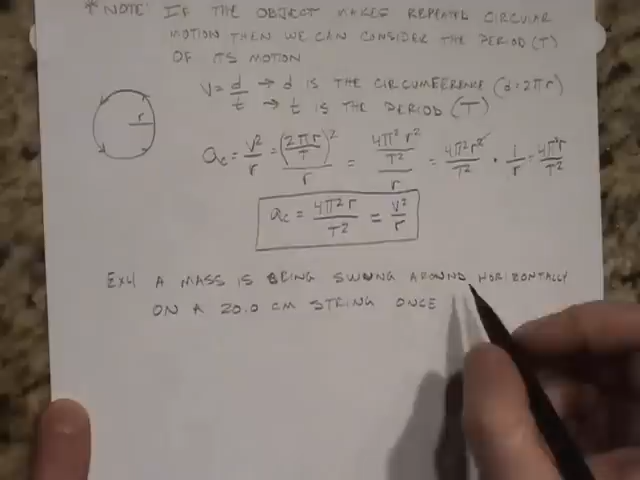 *NOTE: IF THE OBJECT MAKES REPEATED CIRCULAR
MOTION THEN WE CAN CONSIDER THE PERIOD (T)
OF ITS MOTION
V = d/t → d IS THE CIRCUMFERENCE (d=2πr)
→ t IS THE PERIOD (T)
r
ac = v²/r = (2πr/T)²/r = (4π²r²/T²)/r = 4π²r²/T² · 1/r = 4π²r/T²
ac = 4π²r/T² = v²/r
EX4 A MASS IS BEING SWUNG AROUND HORIZONTALLY
ON A 20.0 CM STRING ONCE